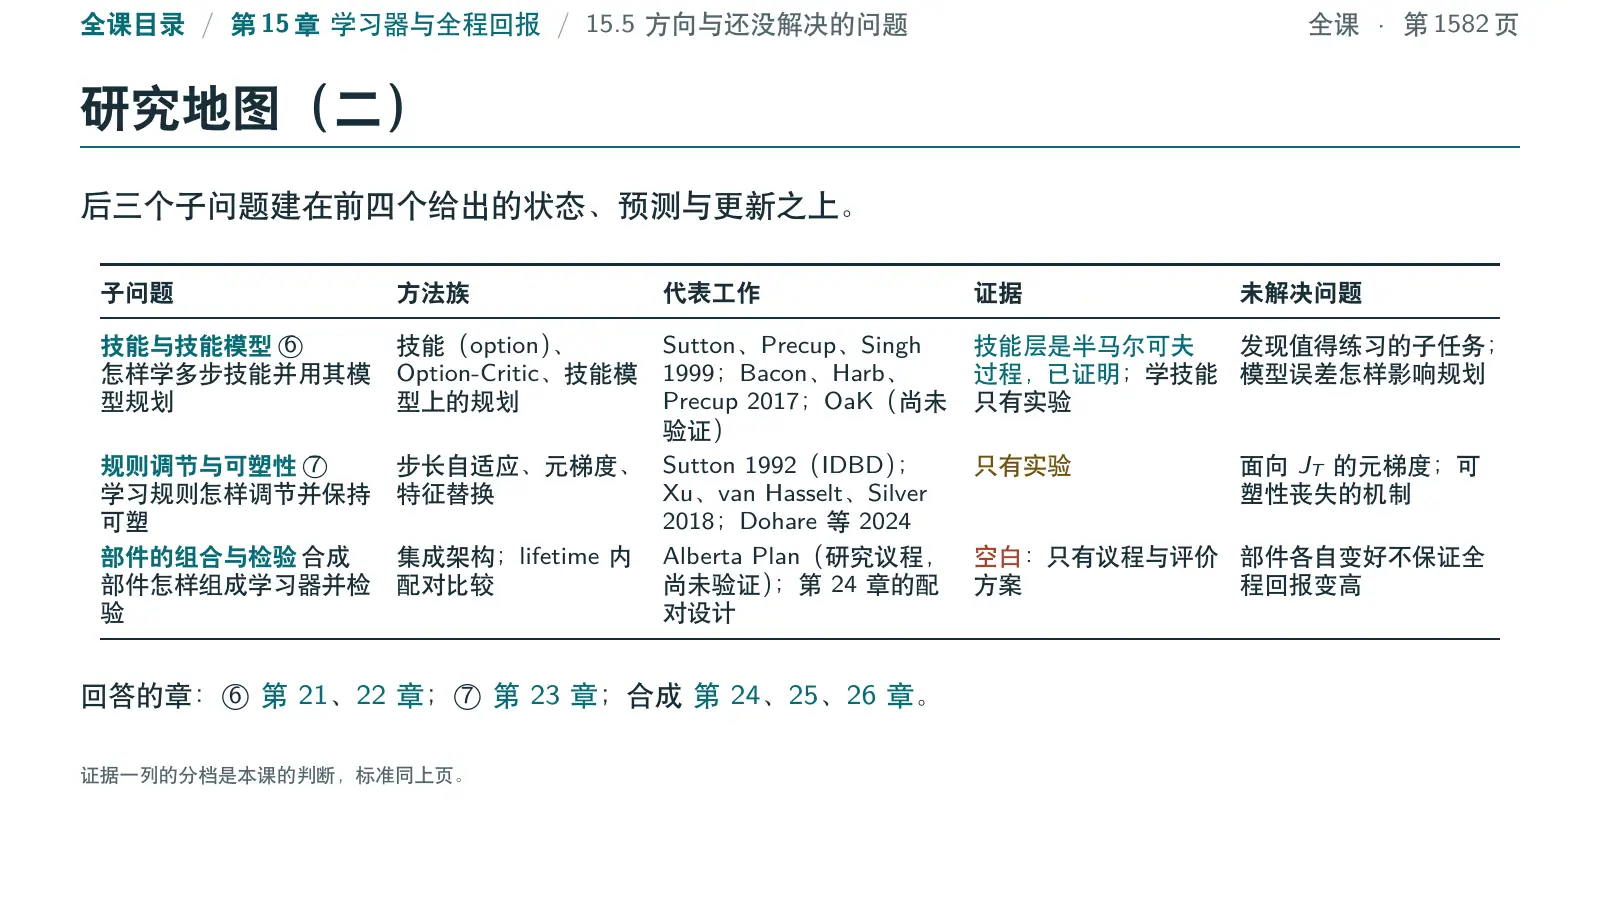 全课目录 / 第 15 章 学习器与全程回报 / 15.5 方向与还没解决的问题
全课 · 第 1582 页
研究地图（二）
后三个子问题建在前四个给出的状态、预测与更新之上。
子问题 方法族 代表工作 证据 未解决问题
技能与技能模型 ⑥
怎样学多步技能并用其模
型规划
技能（option）、
Option-Critic、技能模
型上的规划
Sutton、Precup、Singh
1999；Bacon、Harb、
Precup 2017；OaK（尚未
验证）
技能层是半马尔可夫
过程，已证明；学技能
只有实验
发现值得练习的子任务；
模型误差怎样影响规划
规则调节与可塑性 ⑦
学习规则怎样调节并保持
可塑
步长自适应、元梯度、
特征替换
Sutton 1992（IDBD）；
Xu、van Hasselt、Silver
2018；Dohare 等 2024
只有实验
面向 J_T 的元梯度；可
塑性丧失的机制
部件的组合与检验 合成
部件怎样组成学习器并检
验
集成架构；lifetime 内
配对比较
Alberta Plan（研究议程，
尚未验证）；第 24 章的配
对设计
空白：只有议程与评价
方案
部件各自变好不保证全
程回报变高
回答的章：⑥ 第 21、22 章；⑦ 第 23 章；合成 第 24、25、26 章。
证据一列的分档是本课的判断，标准同上页。